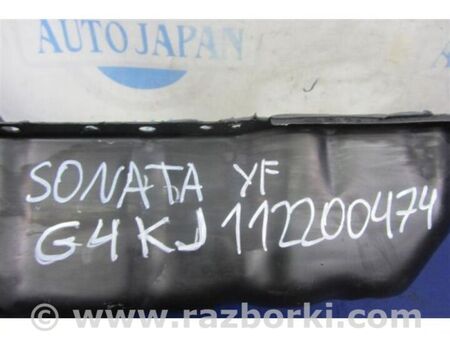 AUTO JAPAN
SONATA YF
G4KJ 112200474
© www.razborki.com